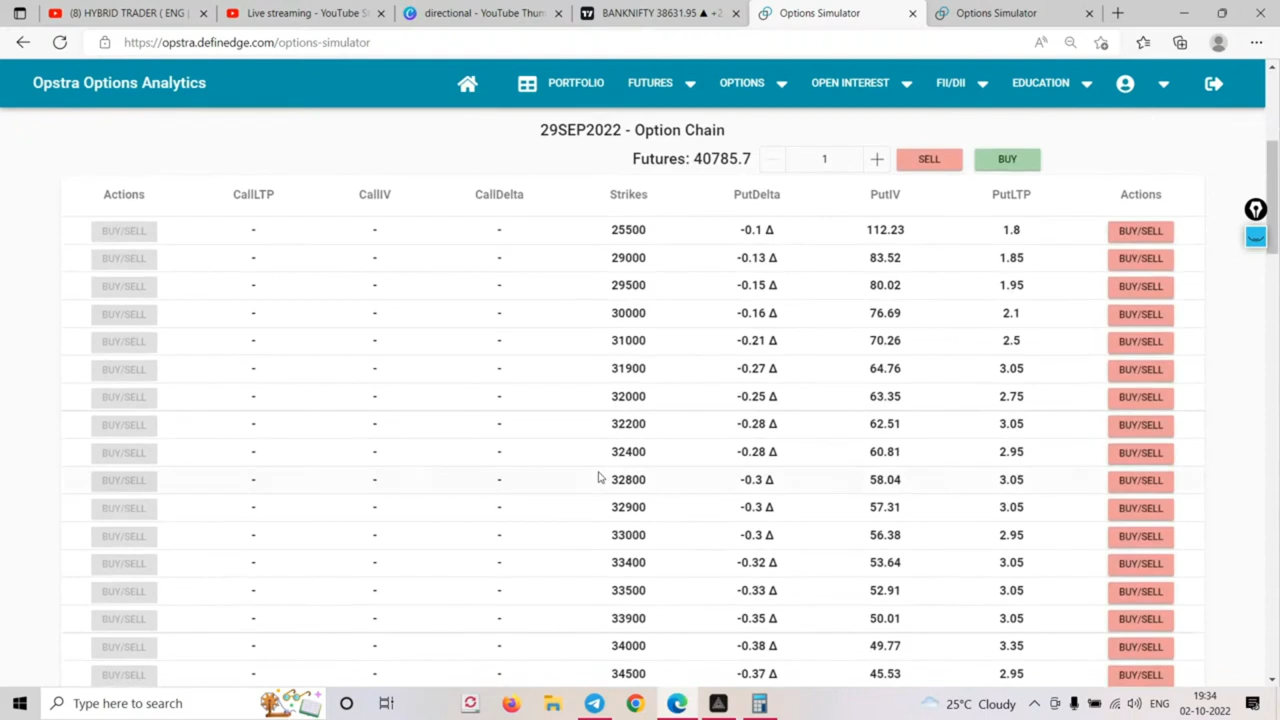 (8) HYBRID TRADER ( ENG | Live streaming - YouTube S directional - YouTube Thum BANKNIFTY 38631.95 ▲ +2 Options Simulator Options Simulator
https://opstra.definedge.com/options-simulator
Opstra Options Analytics PORTFOLIO FUTURES OPTIONS OPEN INTEREST FII/DII EDUCATION
29SEP2022 - Option Chain
Futures: 40785.7 1 SELL BUY
Actions CallLTP CallIV CallDelta Strikes PutDelta PutIV PutLTP Actions
BUY/SELL - - - 25500 -0.1 Δ 112.23 1.8 BUY/SELL
BUY/SELL - - - 29000 -0.13 Δ 83.52 1.85 BUY/SELL
BUY/SELL - - - 29500 -0.15 Δ 80.02 1.95 BUY/SELL
BUY/SELL - - - 30000 -0.16 Δ 76.69 2.1 BUY/SELL
BUY/SELL - - - 31000 -0.21 Δ 70.26 2.5 BUY/SELL
BUY/SELL - - - 31900 -0.27 Δ 64.76 3.05 BUY/SELL
BUY/SELL - - - 32000 -0.25 Δ 63.35 2.75 BUY/SELL
BUY/SELL - - - 32200 -0.28 Δ 62.51 3.05 BUY/SELL
BUY/SELL - - - 32400 -0.28 Δ 60.81 2.95 BUY/SELL
BUY/SELL - - - 32800 -0.3 Δ 58.04 3.05 BUY/SELL
BUY/SELL - - - 32900 -0.3 Δ 57.31 3.05 BUY/SELL
BUY/SELL - - - 33000 -0.3 Δ 56.38 2.95 BUY/SELL
BUY/SELL - - - 33400 -0.32 Δ 53.64 3.05 BUY/SELL
BUY/SELL - - - 33500 -0.33 Δ 52.91 3.05 BUY/SELL
BUY/SELL - - - 33900 -0.35 Δ 50.01 3.05 BUY/SELL
BUY/SELL - - - 34000 -0.38 Δ 49.77 3.35 BUY/SELL
BUY/SELL - - - 34500 -0.37 Δ 45.53 2.95 BUY/SELL
Type here to search 25°C Cloudy ENG 19:34
02-10-2022